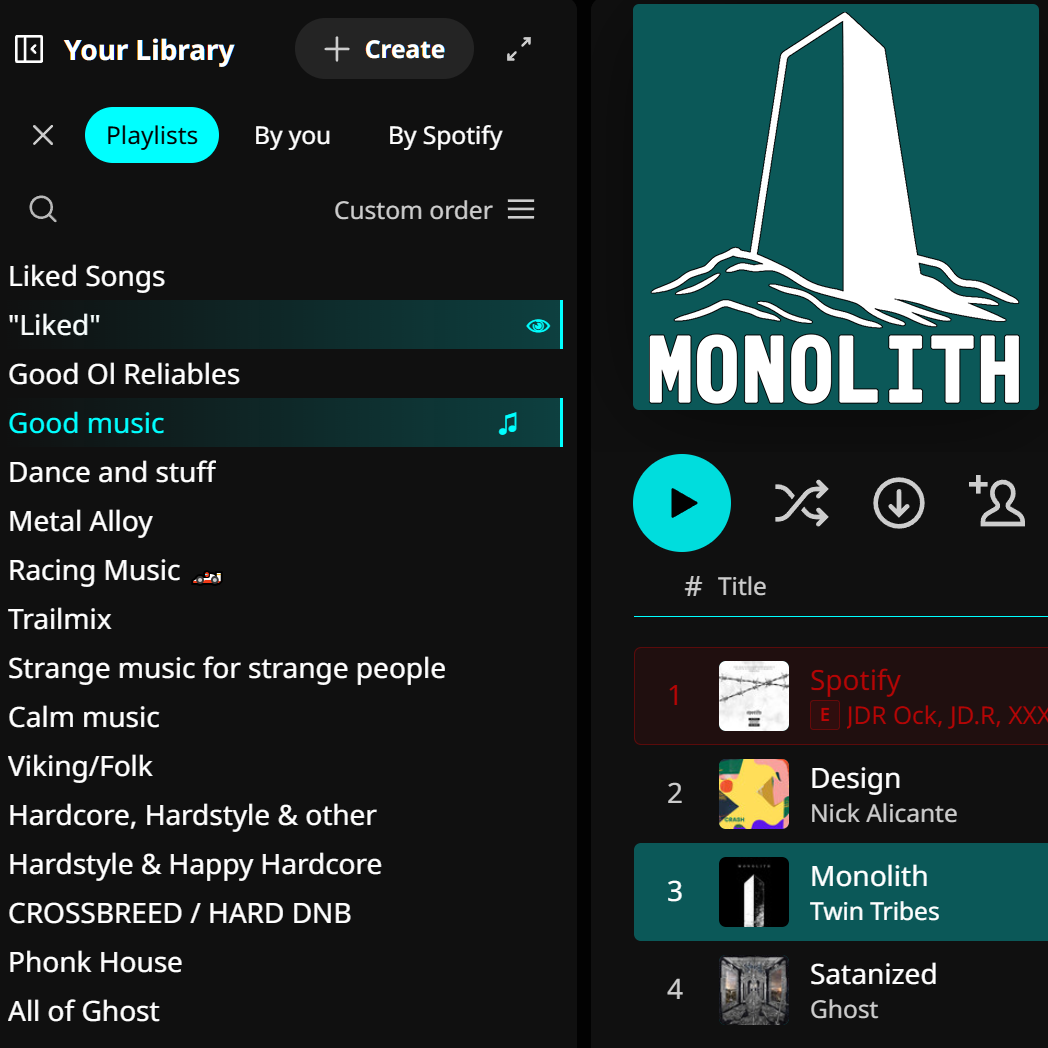 Your Library
Create
Playlists
By you
By Spotify
Custom order
Liked Songs
"Liked"
Good Ol Reliables
Good music
Dance and stuff
Metal Alloy
Racing Music 🏎️
Trailmix
Strange music for strange people
Calm music
Viking/Folk
Hardcore, Hardstyle & other
Hardstyle & Happy Hardcore
CROSSBREED / HARD DNB
Phonk House
All of Ghost
MONOLITH
# Title
1
Spotify
E JDR Ock, JD.R, XXX
2
CRASH
Design
Nick Alicante
3
MONOLITH
Monolith
Twin Tribes
4
Satanized
Ghost